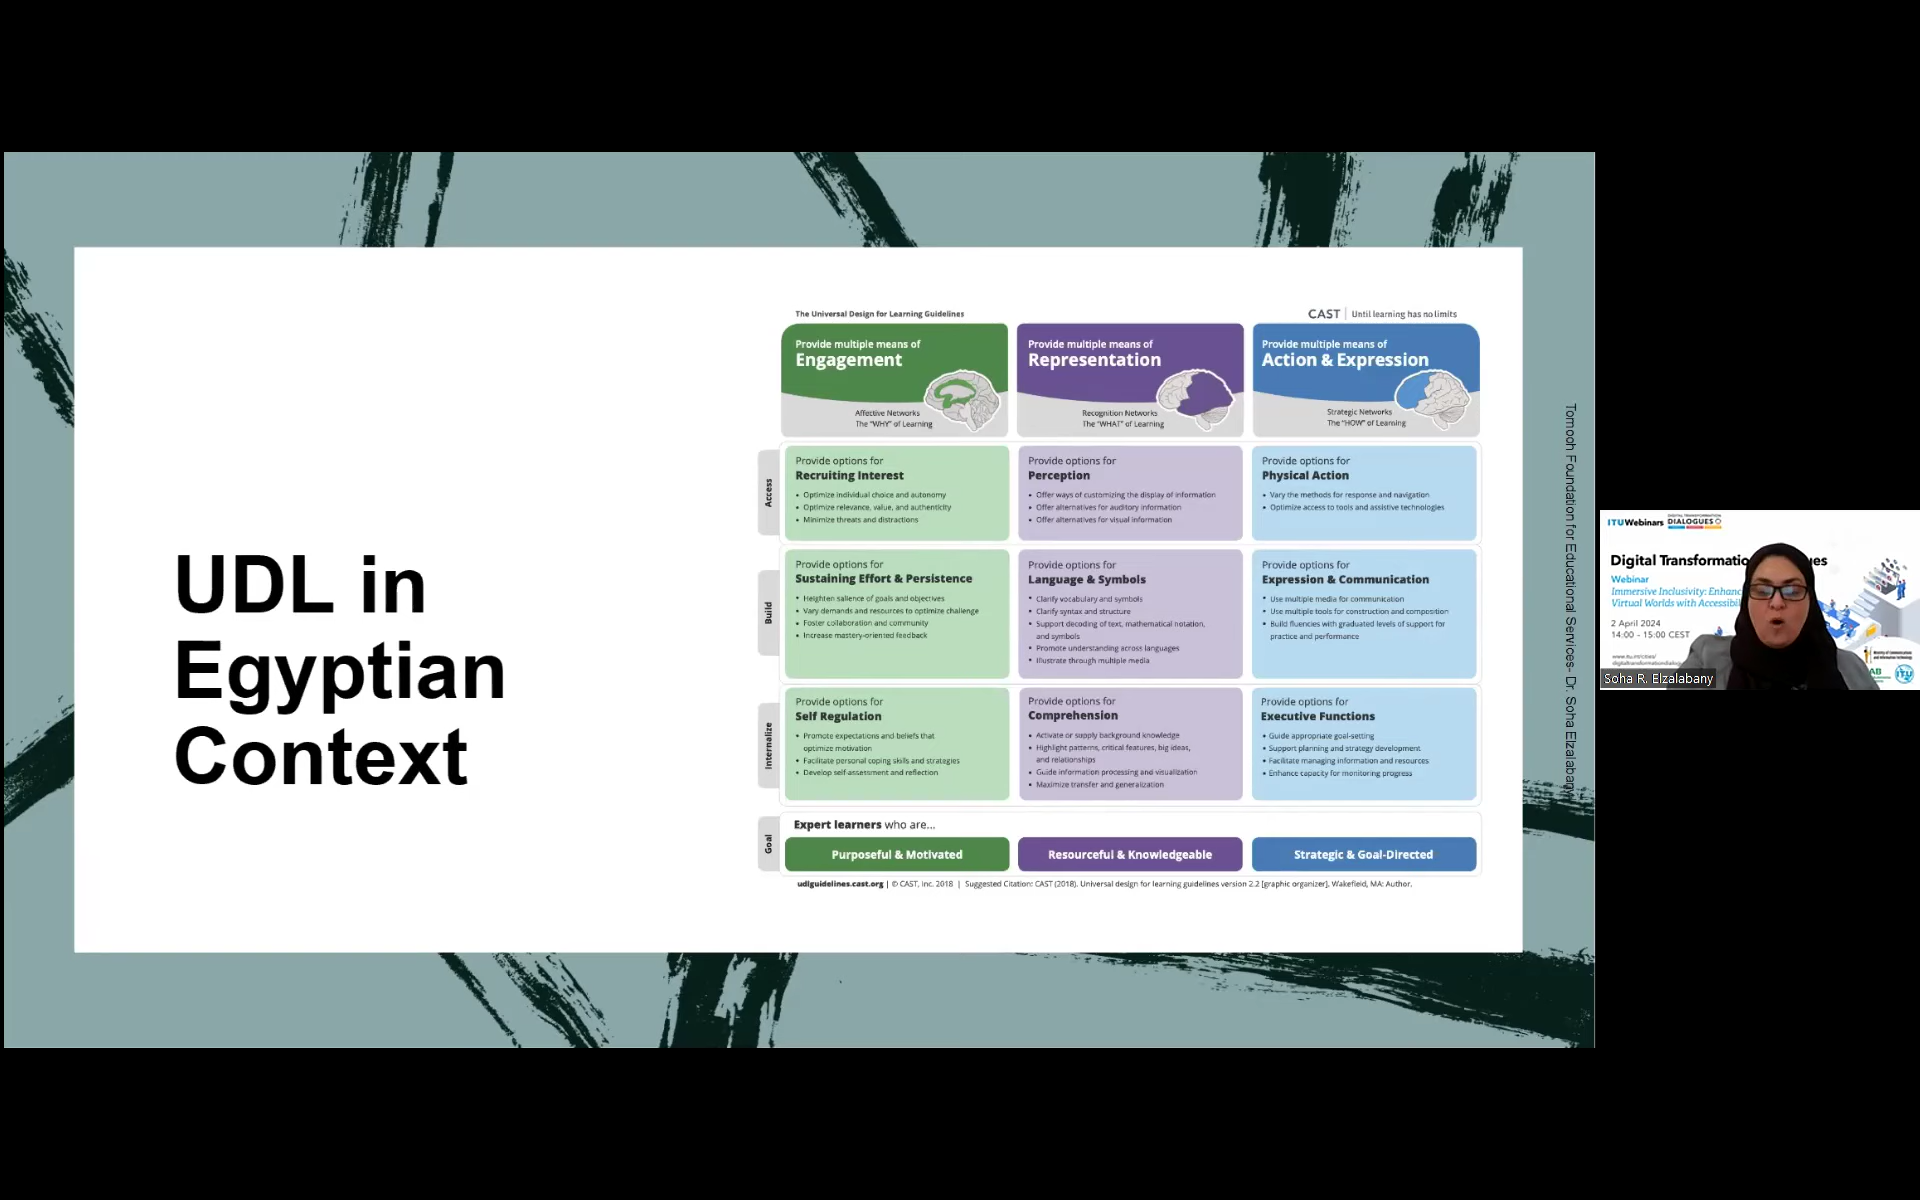 UDL in
Egyptian
Context
The Universal Design for Learning Guidelines
CAST | Until learning has no limits
Provide multiple means of
Engagement
Affective Networks
The "WHY" of Learning
Provide multiple means of
Representation
Recognition Networks
The "WHAT" of Learning
Provide multiple means of
Action & Expression
Strategic Networks
The "HOW" of Learning
Access
Provide options for
Recruiting Interest
• Optimize individual choice and autonomy
• Optimize relevance, value, and authenticity
• Minimize threats and distractions
Provide options for
Perception
• Offer ways of customizing the display of information
• Offer alternatives for auditory information
• Offer alternatives for visual information
Provide options for
Physical Action
• Vary the methods for response and navigation
• Optimize access to tools and assistive technologies
Build
Provide options for
Sustaining Effort & Persistence
• Heighten salience of goals and objectives
• Vary demands and resources to optimize challenge
• Foster collaboration and community
• Increase mastery-oriented feedback
Provide options for
Language & Symbols
• Clarify vocabulary and symbols
• Clarify syntax and structure
• Support decoding of text, mathematical notation,
and symbols
• Promote understanding across languages
• Illustrate through multiple media
Provide options for
Expression & Communication
• Use multiple media for communication
• Use multiple tools for construction and composition
• Build fluencies with graduated levels of support for
practice and performance
Internalize
Provide options for
Self Regulation
• Promote expectations and beliefs that
optimize motivation
• Facilitate personal coping skills and strategies
• Develop self-assessment and reflection
Provide options for
Comprehension
• Activate or supply background knowledge
• Highlight patterns, critical features, big ideas,
and relationships
• Guide information processing and visualization
• Maximize transfer and generalization
Provide options for
Executive Functions
• Guide appropriate goal-setting
• Support planning and strategy development
• Facilitate managing information and resources
• Enhance capacity for monitoring progress
Goal
Expert learners who are...
Purposeful & Motivated
Resourceful & Knowledgeable
Strategic & Goal-Directed
udlguidelines.cast.org | © CAST, Inc. 2018 | Suggested Citation: CAST (2018). Universal design for learning guidelines version 2.2 [graphic organizer]. Wakefield, MA: Author.
Tomooh Foundation for Educational Services- Dr. Soha Elzalabany
ITUWebinars
DIGITAL TRANSFORMATION
DIALOGUES
Digital Transformatio
Webinar
Immersive Inclusivity: Enhanc
Virtual Worlds with Accessibil
2 April 2024
14:00 - 15:00 CEST
Soha R. Elzalabany